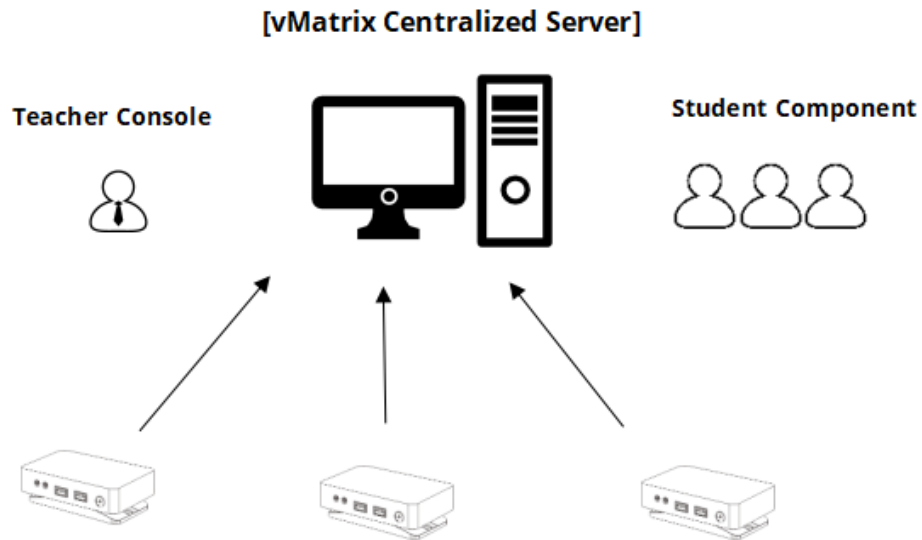 [vMatrix Centralized Server]
Teacher Console
Student Component